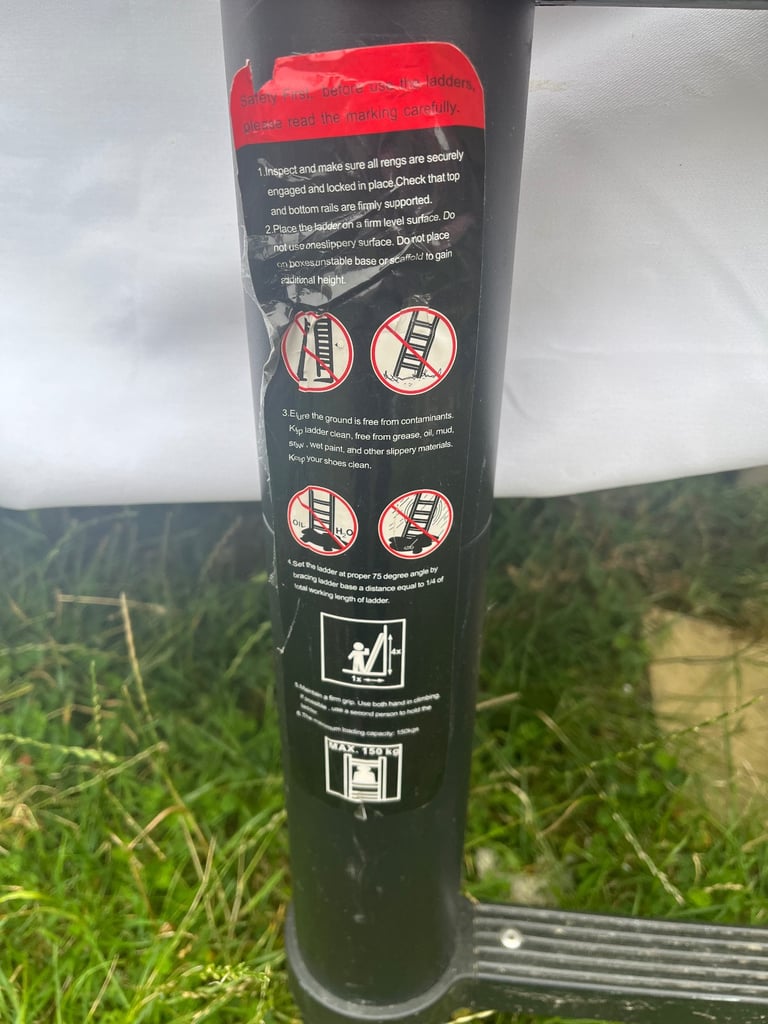 Safety First, before use the ladders,
please read the marking carefully.
1.Inspect and make sure all rengs are securely
engaged and locked in place.Check that top
and bottom rails are firmly supported.
2.Place the ladder on a firm level surface. Do
not use oneslippery surface. Do not place
on boxes,unstable base or scaffold to gain
additional height.
3.E ure the ground is free from contaminants.
Keep ladder clean, free from grease, oil, mud,
snow, wet paint, and other slippery materials.
Keep your shoes clean.
OIL H2O
4.Set the ladder at proper 75 degree angle by
bracing ladder base a distance equal to 1/4 of
total working length of ladder.
4x
1x
5.Maintain a firm grip. Use both hand in climbing,
if possible, use a second person to hold the
ladder.
6.The maximum loading capacity: 150kgs
MAX. 150 kg